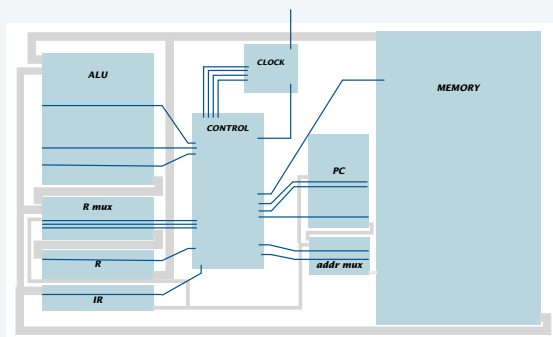 CLOCK
ALU
MEMORY
CONTROL
PC
R mux
R
addr mux
IR